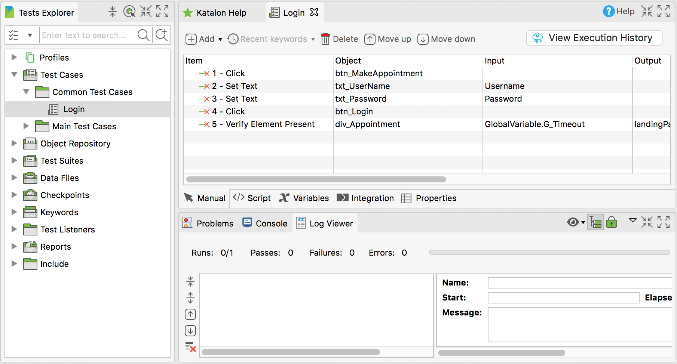 Tests Explorer
Enter text to search...
Profiles
Test Cases
Common Test Cases
Login
Main Test Cases
Object Repository
Test Suites
Data Files
Checkpoints
Keywords
Test Listeners
Reports
Include
Katalon Help
Login
Help
Add
Recent keywords
Delete
Move up
Move down
View Execution History
Item Object Input Output
1 - Click btn_MakeAppointment
2 - Set Text txt_UserName Username
3 - Set Text txt_Password Password
4 - Click btn_Login
5 - Verify Element Present div_Appointment GlobalVariable.G_Timeout landingPa
Manual </> Script Variables Integration Properties
Problems Console Log Viewer
Runs: 0/1 Passes: 0 Failures: 0 Errors: 0
Name:
Start: Elapse
Message: